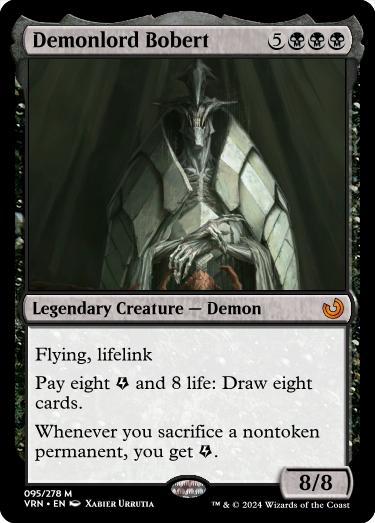 Demonlord Bobert 5
Legendary Creature — Demon
Flying, lifelink
Pay eight and 8 life: Draw eight
cards.
Whenever you sacrifice a nontoken
permanent, you get .
8/8
095/278 M
VRN • EN XABIER URRUTIA
™ & © 2024 Wizards of the Coast